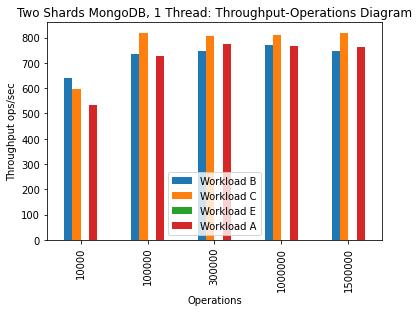 Two Shards MongoDB, 1 Thread: Throughput-Operations Diagram
Throughput ops/sec
800
700
600
500
400
300
200
100
0
Workload B
Workload C
Workload E
Workload A
10000
100000
300000
1000000
1500000
Operations